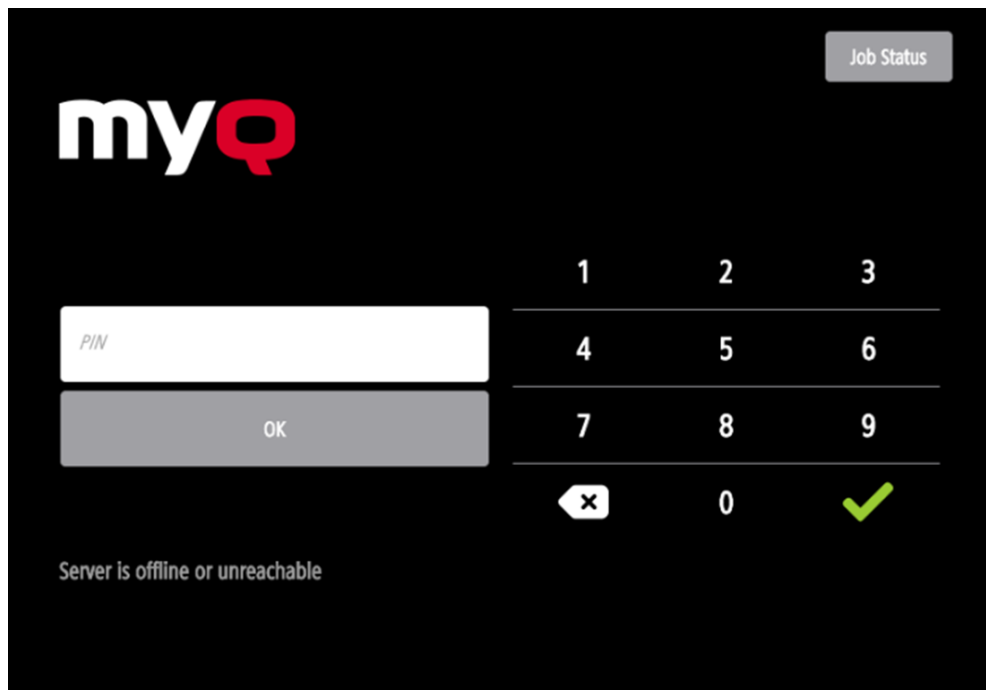 Job Status
myQ
1 2 3
PIN
4 5 6
OK
7 8 9
0
Server is offline or unreachable